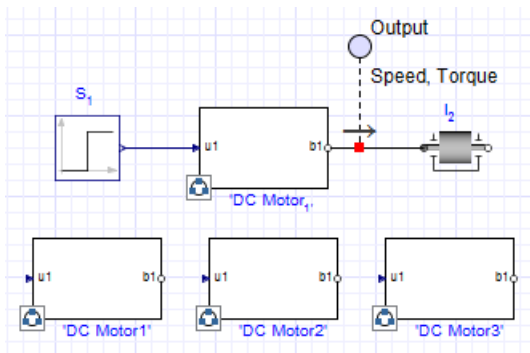 Output
Speed, Torque
S₁
I₂
u1 b1
'DC Motor₁'
u1 b1 u1 b1 u1 b1
'DC Motor1' 'DC Motor2' 'DC Motor3'